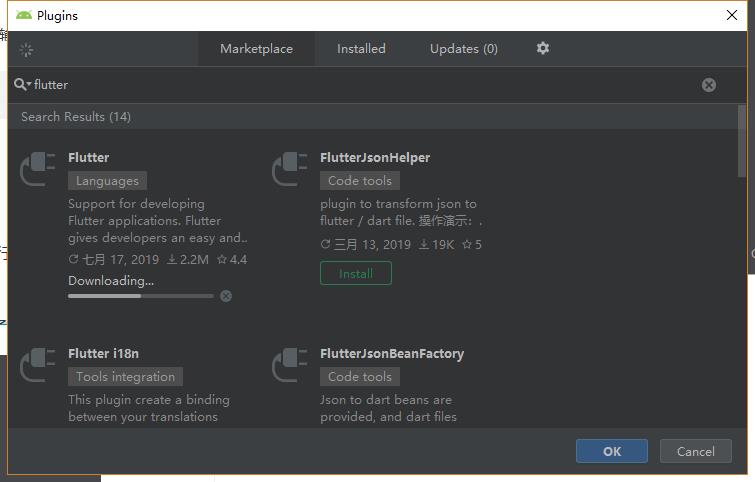 Plugins
Marketplace
Installed
Updates (0)
flutter
Search Results (14)
Flutter
Languages
Support for developing
Flutter applications. Flutter
gives developers an easy and..
七月 17, 2019 2.2M 4.4
Downloading...
FlutterJsonHelper
Code tools
plugin to transform json to
flutter / dart file. 操作演示: .
三月 13, 2019 19K 5
Install
Flutter i18n
Tools integration
This plugin create a binding
between your translations
FlutterJsonBeanFactory
Code tools
Json to dart beans are
provided, and dart files
OK
Cancel